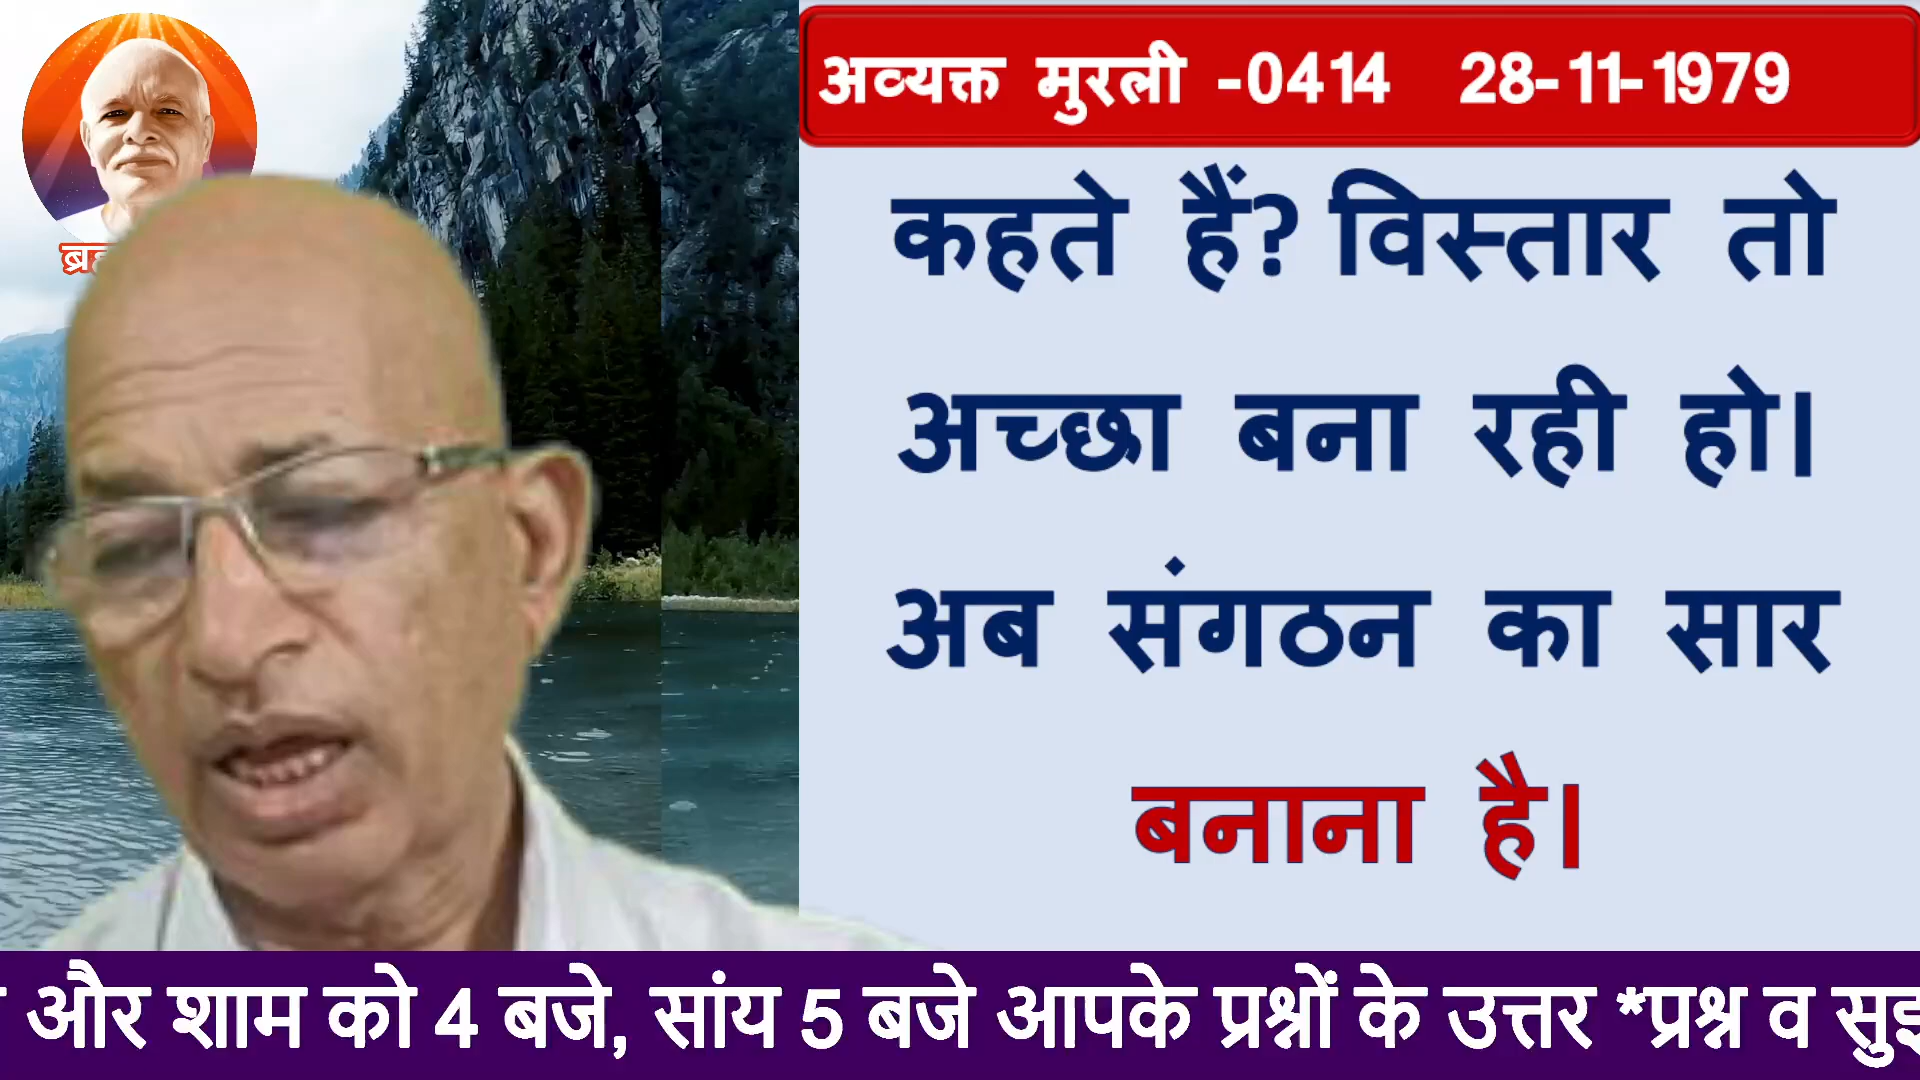 अव्यक्त मुरली -0414 28-11-1979
कहते हैं? विस्तार तो
अच्छा बना रही हो।
अब संगठन का सार
बनाना है।
और शाम को 4 बजे, सांय 5 बजे आपके प्रश्नों के उत्तर *प्रश्न व